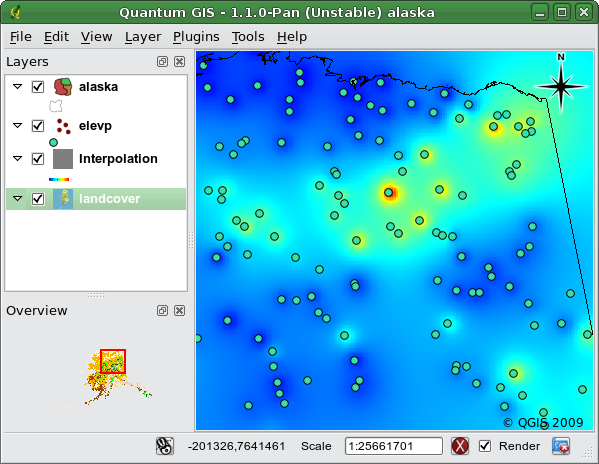 Quantum GIS - 1.1.0-Pan (Unstable) alaska
File Edit View Layer Plugins Tools Help
Layers
alaska
elevp
Interpolation
landcover
Overview
N
© QGIS 2009
-201326,7641461 Scale 1:25661701 Render